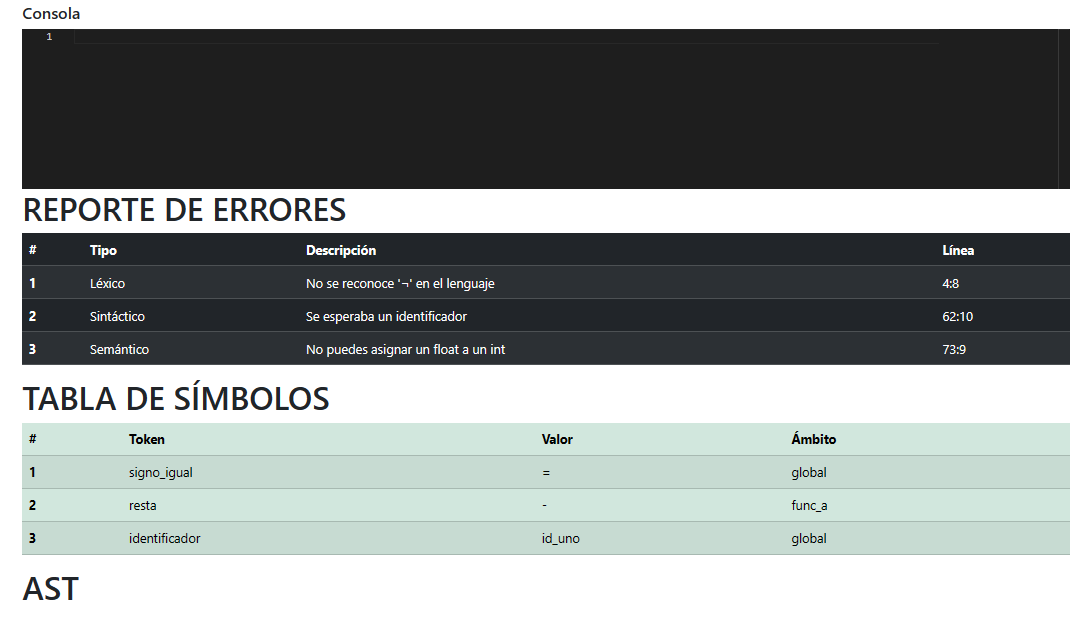 Consola
1
REPORTE DE ERRORES
# Tipo Descripción Línea
1 Léxico No se reconoce '¬' en el lenguaje 4:8
2 Sintáctico Se esperaba un identificador 62:10
3 Semántico No puedes asignar un float a un int 73:9
TABLA DE SÍMBOLOS
# Token Valor Ámbito
1 signo_igual = global
2 resta - func_a
3 identificador id_uno global
AST